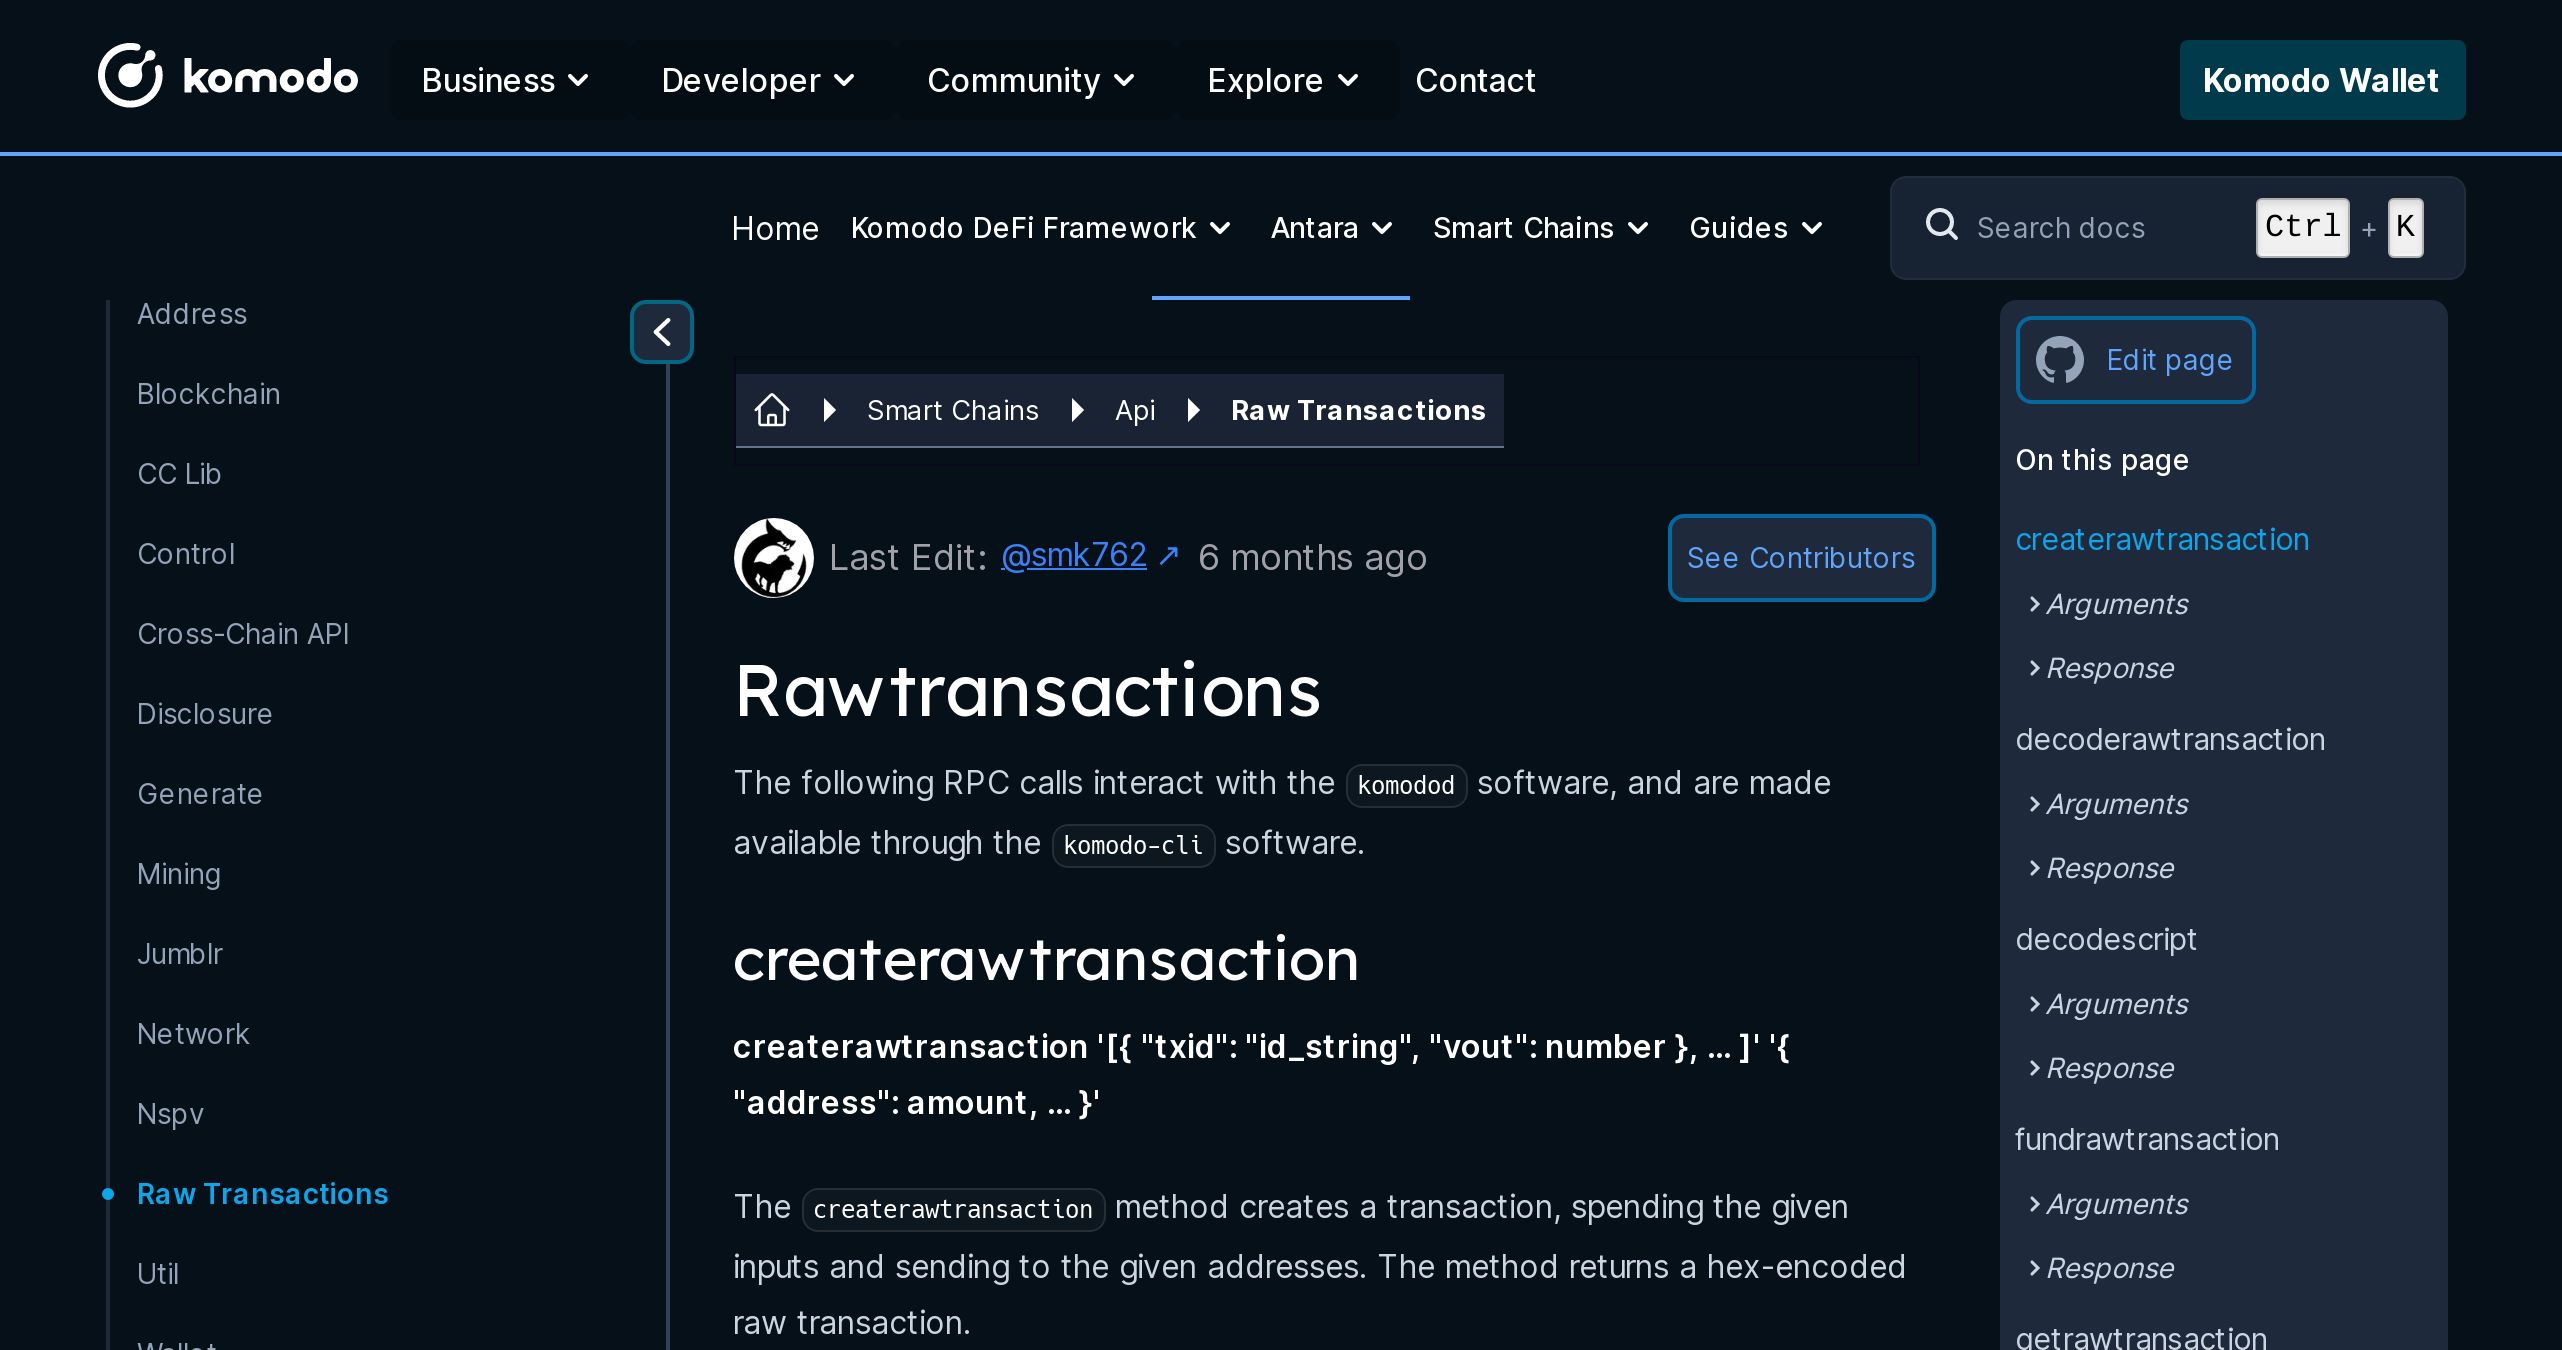 komodo
Business
Developer
Community
Explore
Contact
Komodo Wallet
Home
Komodo DeFi Framework
Antara
Smart Chains
Guides
Search docs
Ctrl + K
Address
Blockchain
CC Lib
Control
Cross-Chain API
Disclosure
Generate
Mining
Jumblr
Network
Nspv
Raw Transactions
Util
Wallet
Smart Chains
Api
Raw Transactions
Last Edit: @smk762 ↗ 6 months ago
See Contributors
Rawtransactions
The following RPC calls interact with the komodod software, and are made
available through the komodo-cli software.
createrawtransaction
createrawtransaction '[{ "txid": "id_string", "vout": number }, ... ]' '{
"address": amount, ... }'
The createrawtransaction method creates a transaction, spending the given
inputs and sending to the given addresses. The method returns a hex-encoded
raw transaction.
Edit page
On this page
createrawtransaction
Arguments
Response
decoderawtransaction
Arguments
Response
decodescript
Arguments
Response
fundrawtransaction
Arguments
Response
getrawtransaction